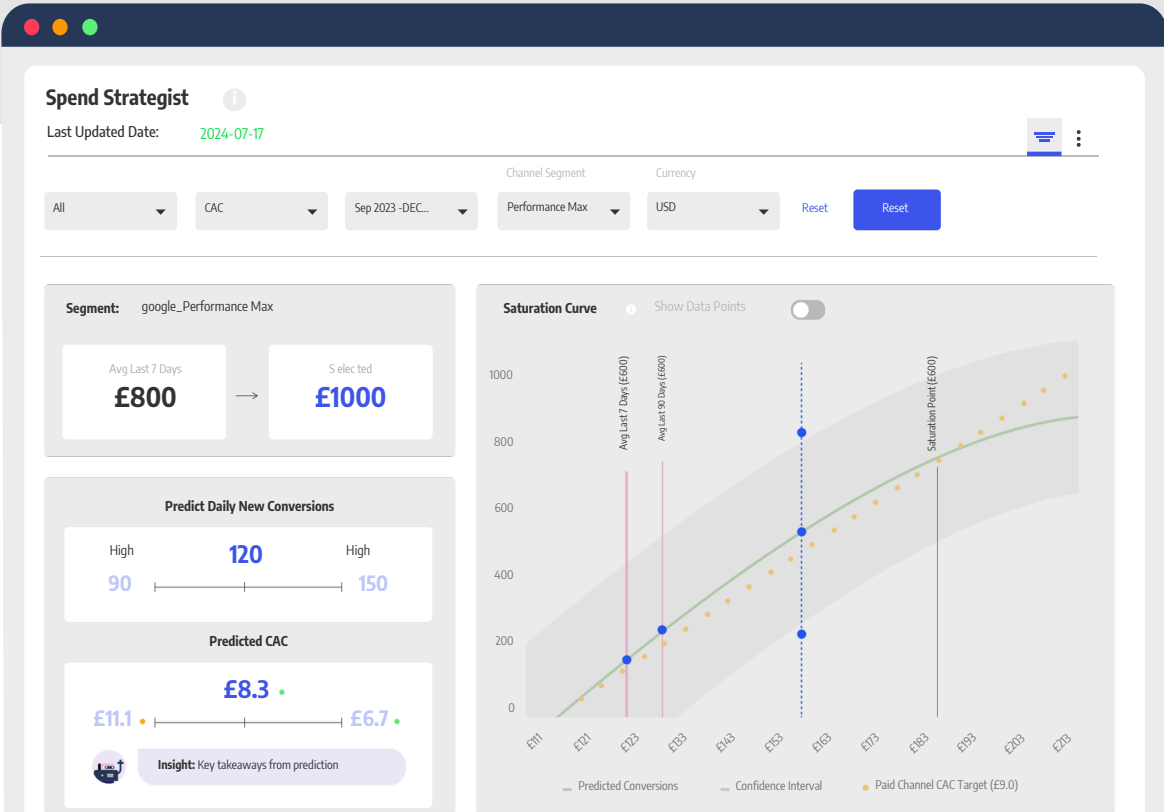 Spend Strategist
i
Last Updated Date: 2024-07-17
Channel Segment Currency
All CAC Sep 2023 -DEC... Performance Max USD Reset Reset
Segment: google_Performance Max
Avg Last 7 Days
£800
→
S elec ted
£1000
Predict Daily New Conversions
High 120 High
90 150
Predicted CAC
£8.3
£11.1 £6.7
Insight: Key takeaways from prediction
Saturation Curve i Show Data Points
1000
800
600
400
200
0
Avg Last 7 Days (£600)
Avg Last 90 Days (£600)
Saturation Point (£600)
£111 £121 £123 £133 £143 £153 £163 £173 £183 £193 £203 £213
Predicted Conversions Confidence Interval Paid Channel CAC Target (£9.0)